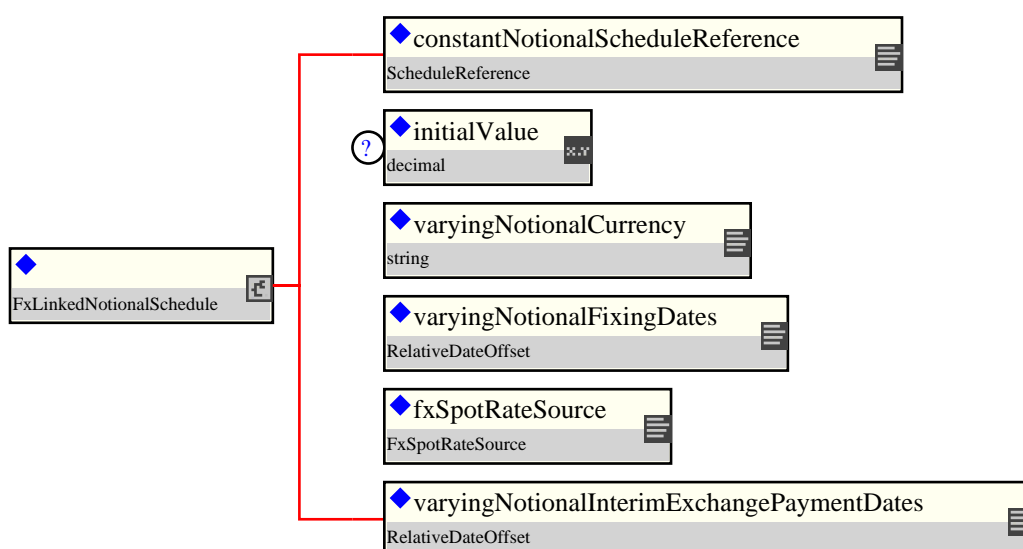 constantNotionalScheduleReference
ScheduleReference
initialValue
?
x.Y
decimal
varyingNotionalCurrency
string
FxLinkedNotionalSchedule
varyingNotionalFixingDates
RelativeDateOffset
fxSpotRateSource
FxSpotRateSource
varyingNotionalInterimExchangePaymentDates
RelativeDateOffset